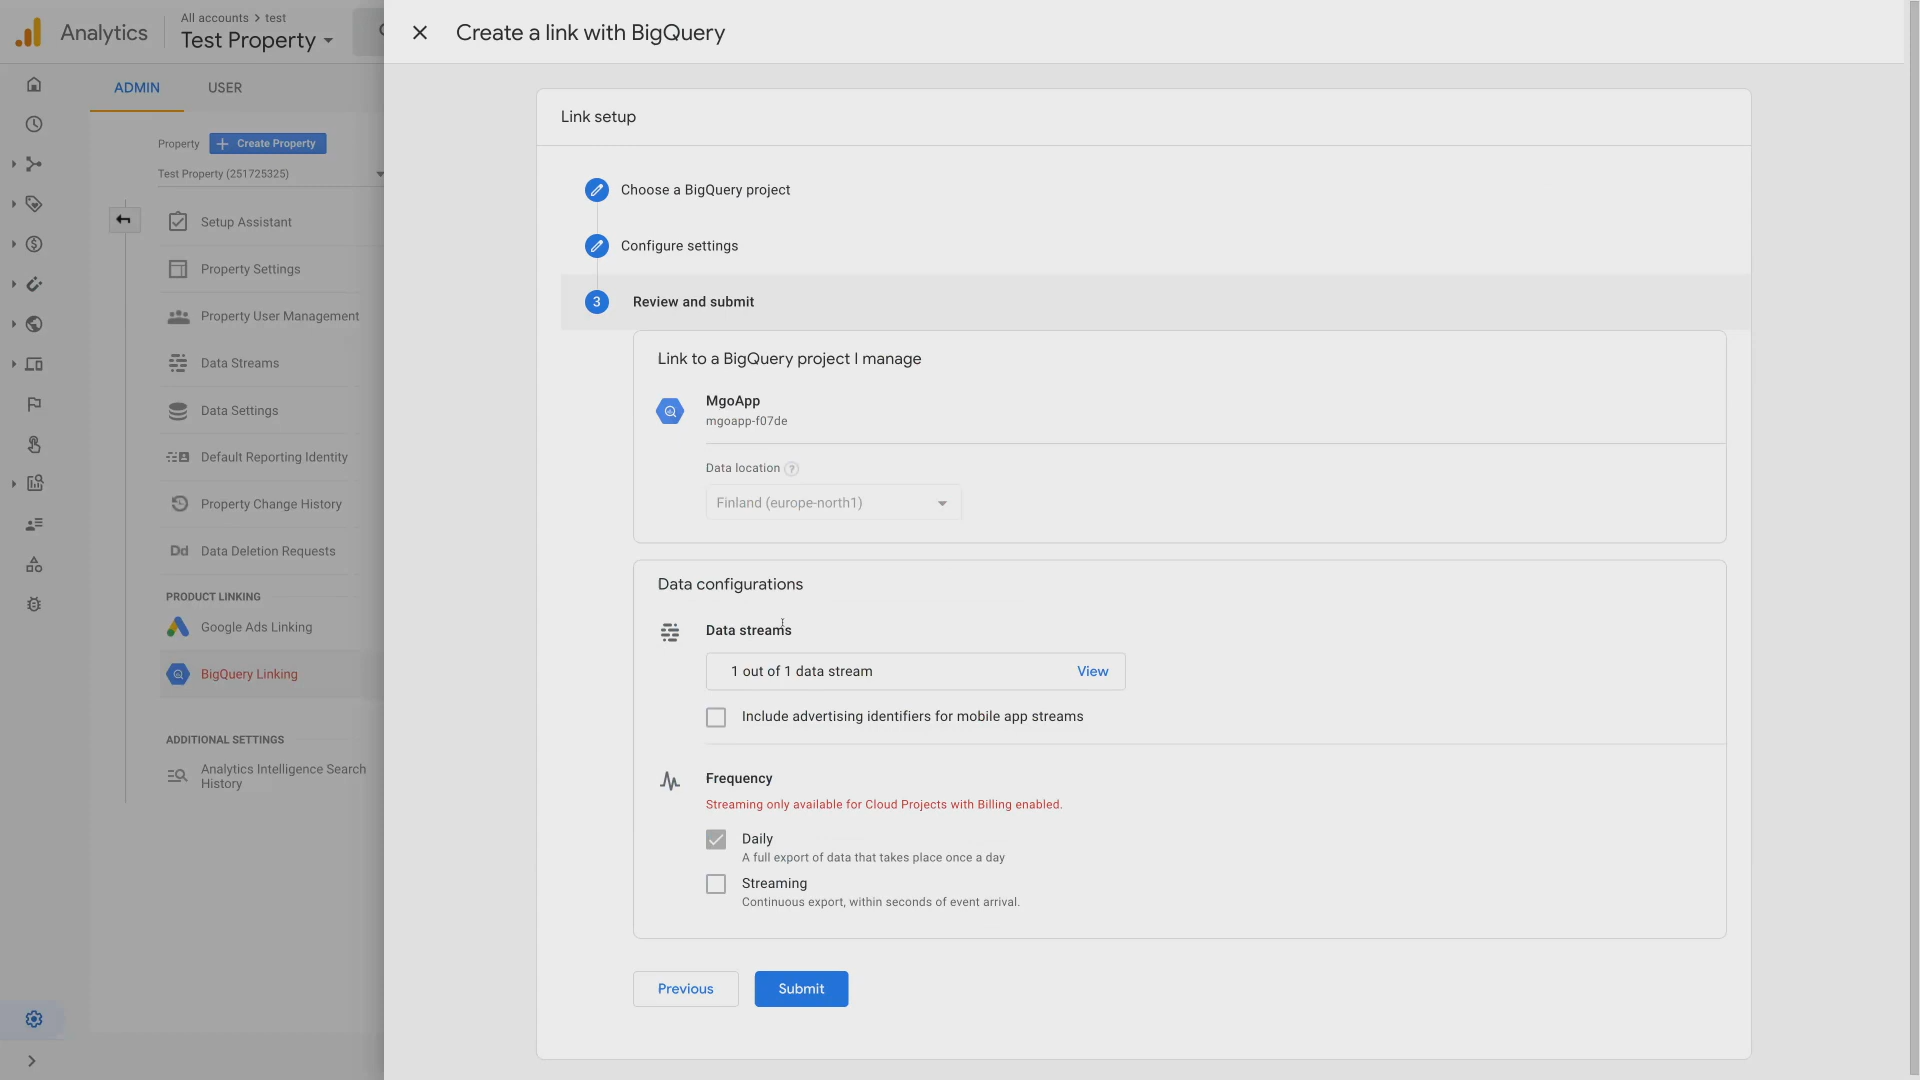 Analytics
All accounts > test
Test Property
Create a link with BigQuery
ADMIN
USER
Property
Create Property
Test Property (251725325)
Setup Assistant
Property Settings
Property User Management
Data Streams
Data Settings
Default Reporting Identity
Property Change History
Dd Data Deletion Requests
PRODUCT LINKING
Google Ads Linking
BigQuery Linking
ADDITIONAL SETTINGS
Analytics Intelligence Search
History
Link setup
Choose a BigQuery project
Configure settings
3 Review and submit
Link to a BigQuery project I manage
MgoApp
mgoapp-f07de
Data location ?
Finland (europe-north1)
Data configurations
Data streams
1 out of 1 data stream
View
Include advertising identifiers for mobile app streams
Frequency
Streaming only available for Cloud Projects with Billing enabled.
Daily
A full export of data that takes place once a day
Streaming
Continuous export, within seconds of event arrival.
Previous
Submit